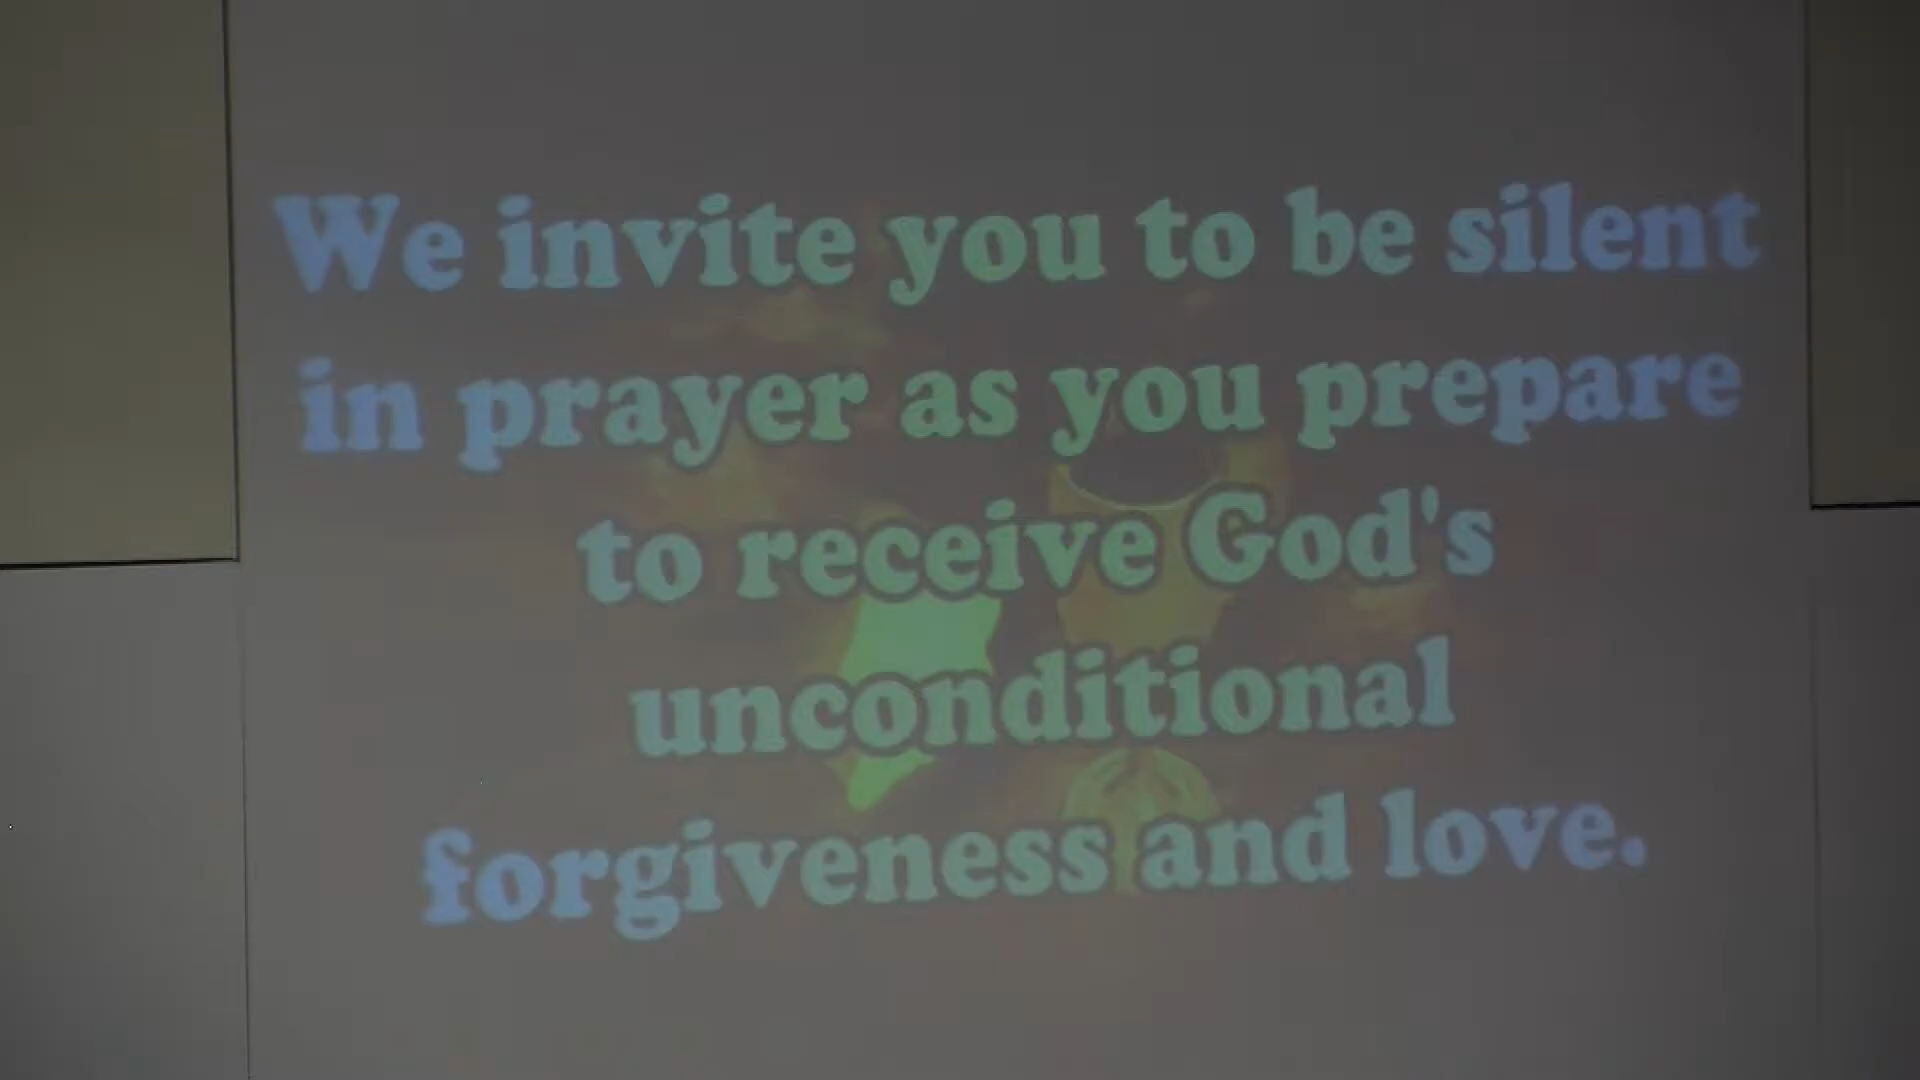 We invite you to be silent
in prayer as you prepare
to receive God's
unconditional
forgiveness and love.